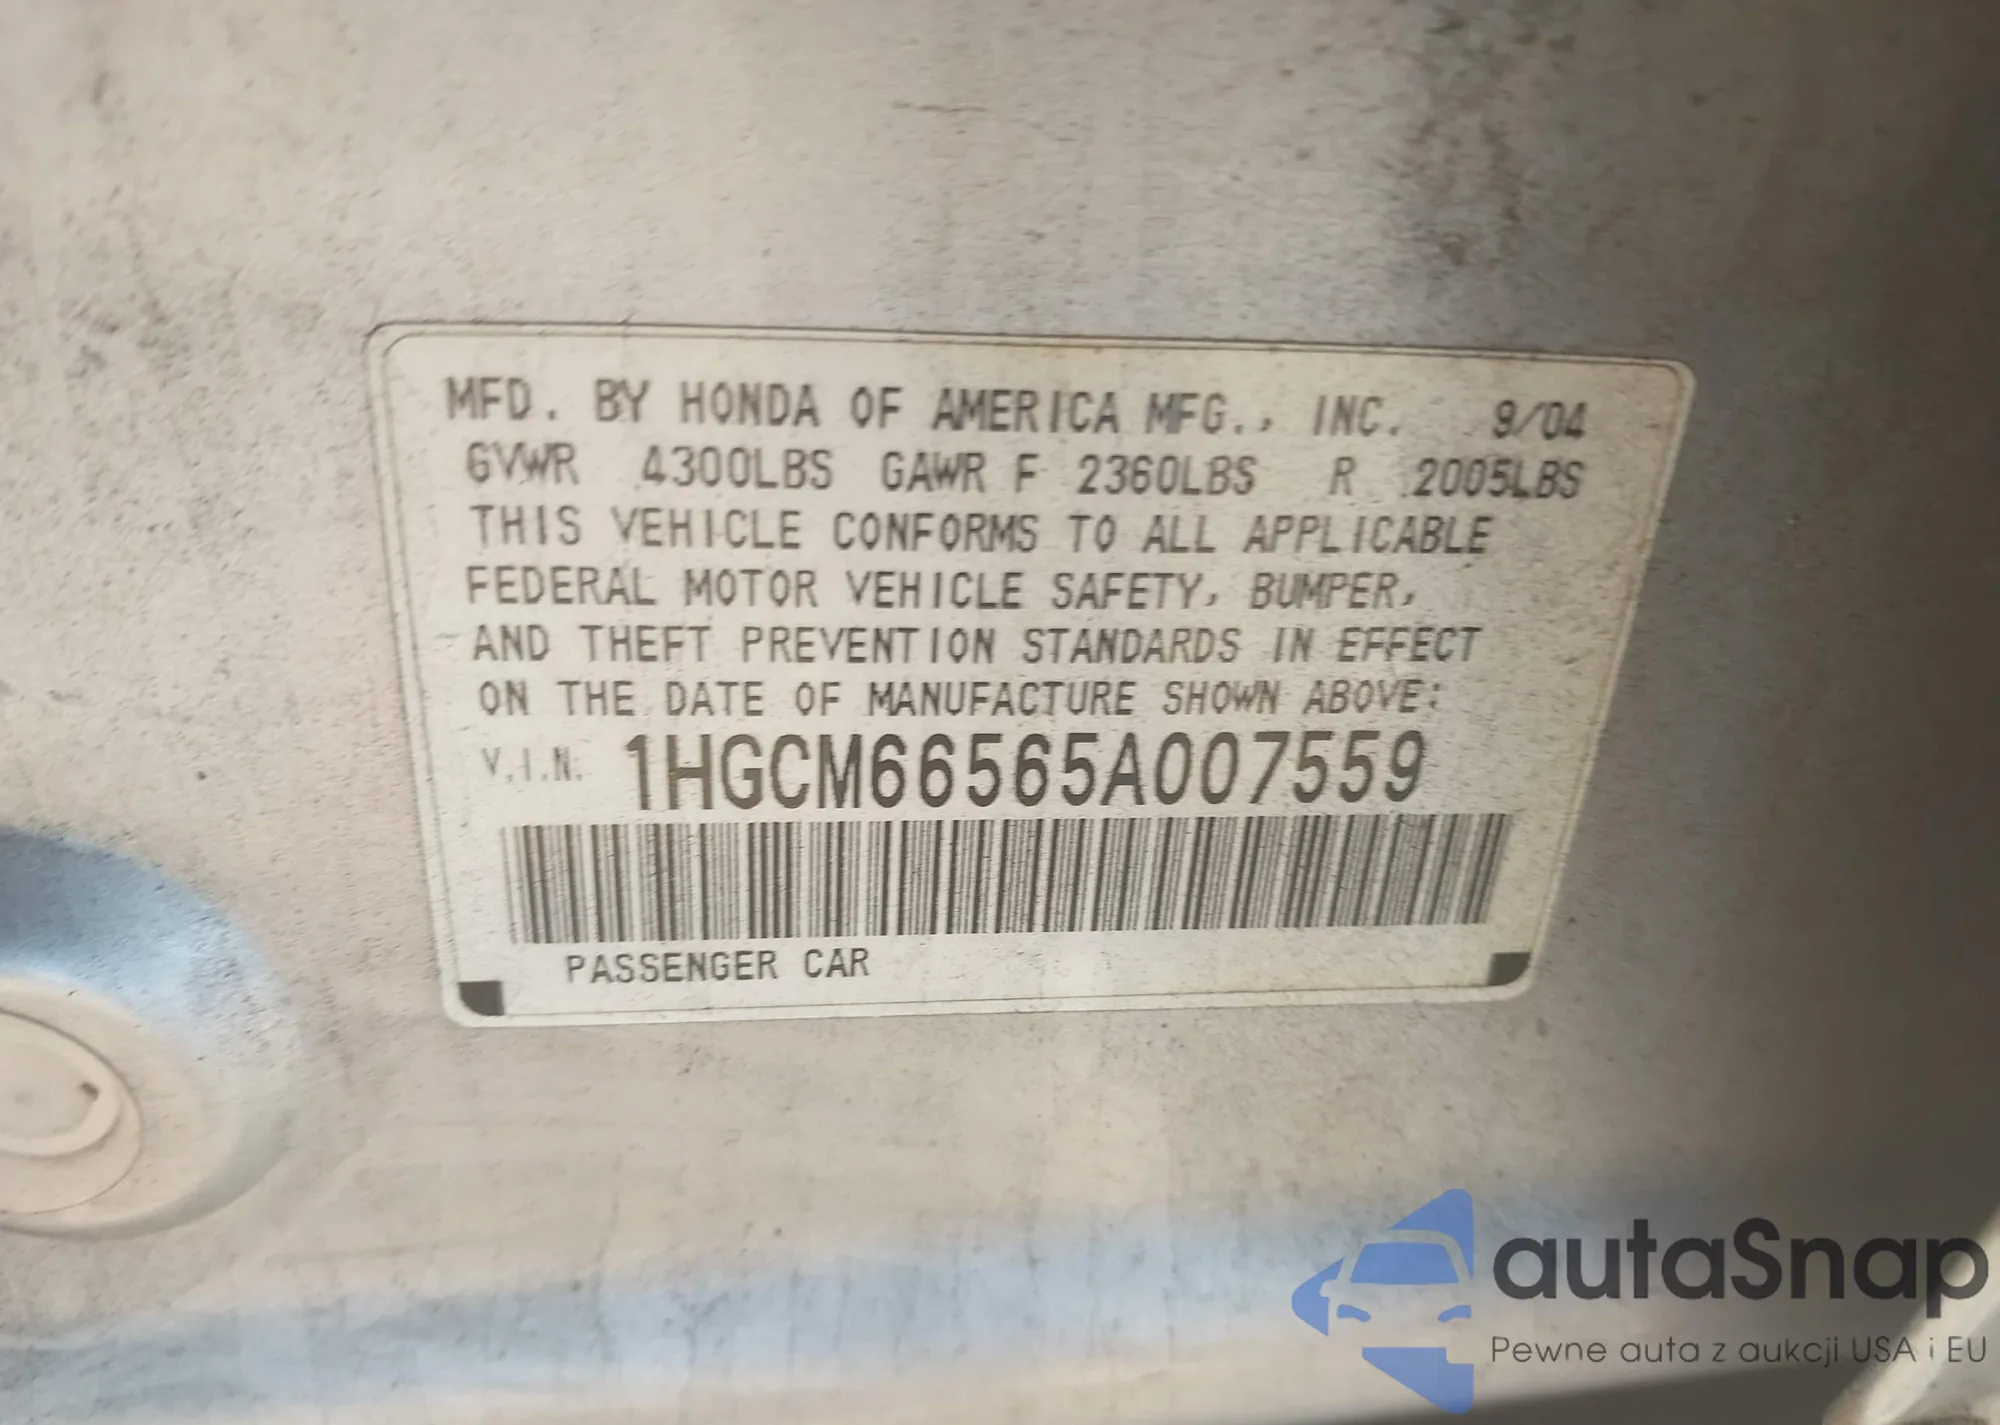 MFD. BY HONDA OF AMERICA MFG., INC. 9/04
GVWR 4300LBS GAWR F 2360LBS R 2005LBS
THIS VEHICLE CONFORMS TO ALL APPLICABLE
FEDERAL MOTOR VEHICLE SAFETY, BUMPER,
AND THEFT PREVENTION STANDARDS IN EFFECT
ON THE DATE OF MANUFACTURE SHOWN ABOVE:
V.I.N: 1HGCM66565A007559
PASSENGER CAR
autaSnap
Pewne auta z aukcji USA i EU